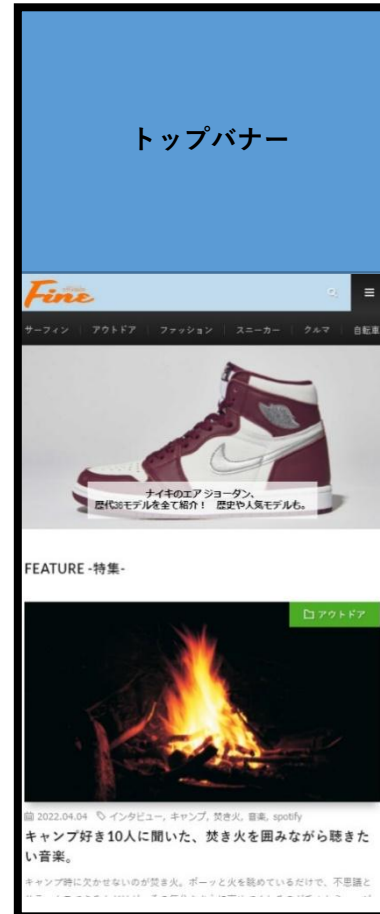 トップバナー
Fine
サーフィン アウトドア ファッション スニーカー クルマ 自転車
ナイキのエア ジョーダン、
歴代36モデルを全て紹介！ 歴史や人気モデルも。
FEATURE -特集-
アウトドア
2022.04.04 インタビュー, キャンプ, 焚き火, 音楽, spotify
キャンプ好き10人に聞いた、焚き火を囲みながら聴きた
い音楽。
キャンプ時に欠かせないのが焚き火。ボーッと火を眺めているだけで、不思議と